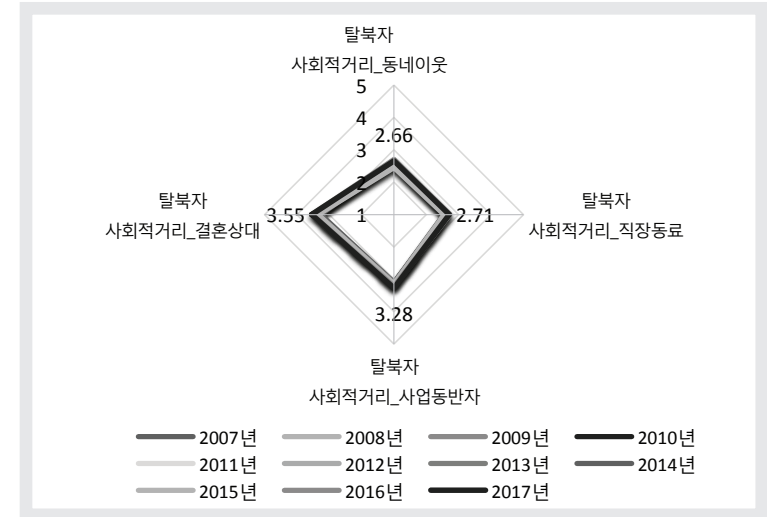 탈북자
사회적거리_동네이웃
5
4
2.66
3
2
탈북자
사회적거리_결혼상대
3.55
1
2.71
탈북자
사회적거리_직장동료
3.28
탈북자
사회적거리_사업동반자
2007년 2008년 2009년 2010년
2011년 2012년 2013년 2014년
2015년 2016년 2017년